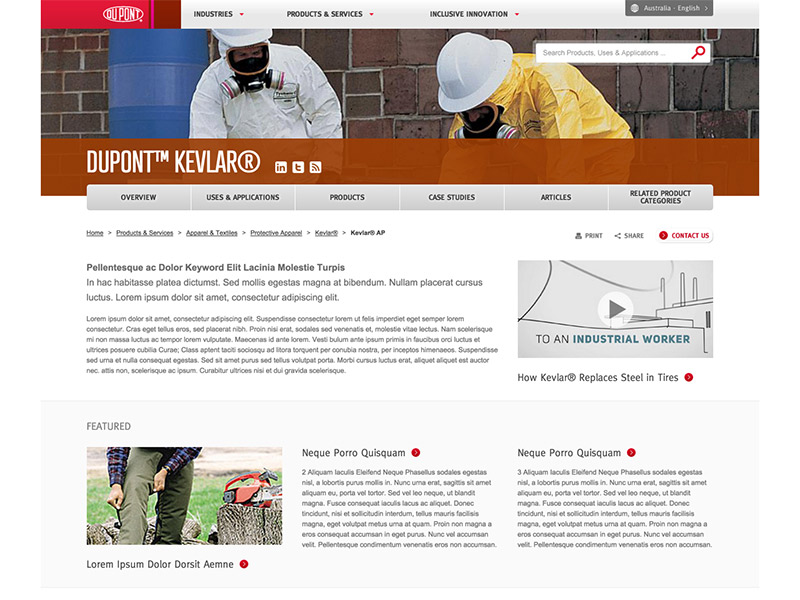 DU PONT
INDUSTRIES
PRODUCTS & SERVICES
INCLUSIVE INNOVATION
Australia - English
Search Products, Uses & Applications ...
DUPONT™ KEVLAR®
OVERVIEW
USES & APPLICATIONS
PRODUCTS
CASE STUDIES
ARTICLES
RELATED PRODUCT
CATEGORIES
Home > Products & Services > Apparel & Textiles > Protective Apparel > Kevlar® > Kevlar® AP
PRINT
SHARE
CONTACT US
Pellentesque ac Dolor Keyword Elit Lacinia Molestie Turpis
In hac habitasse platea dictumst. Sed mollis egestas magna at bibendum. Nullam placerat cursus
luctus. Lorem ipsum dolor sit amet, consectetur adipiscing elit.
Lorem ipsum dolor sit amet, consectetur adipiscing elit. Suspendisse consectetur lorem ut felis imperdiet eget semper lorem
consectetur. Cras eget tellus eros, sed placerat nibh. Proin nisi erat, sodales sed venenatis et, molestie vitae lectus. Nam scelerisque
mi non massa luctus ac tempor lorem vulputate. Maecenas id ante lorem. Vesti bulum ante ipsum primis in faucibus orci luctus et
ultrices posuere cubilia Curae; Class aptent taciti sociosqu ad litora torquent per conubia nostra, per inceptos himenaeos. Suspendisse
sed urna et nulla consequat egestas. Sed sit amet purus sed tellus volutpat porta. Morbi cursus luctus erat, aliquet aliquet est auctor
nec. attis non, scelerisque ac ipsum. Curabitur ultrices nisi et dui gravida scelerisque.
TO AN INDUSTRIAL WORKER
How Kevlar® Replaces Steel in Tires
FEATURED
Lorem Ipsum Dolor Dorsit Aemne
Neque Porro Quisquam
2 Aliquam Iaculis Eleifend Neque Phasellus sodales egestas
nisl, a lobortis purus mollis in. Nunc urna erat, sagittis sit amet
aliquam eu, porta vel tortor. Sed vel leo neque, ut blandit
magna. Fusce consequat iaculis lacus ac aliquet. Donec
tincidunt, nisi et sollicitudin interdum, tellus mauris facilisis
magna, eget volutpat metus urna at quam. Proin non magna a
eros consequat accumsan in eget purus. Nunc vel accumsan
velit. Pellentesque condimentum venenatis eros non accumsan.
Neque Porro Quisquam
3 Aliquam Iaculis Eleifend Neque Phasellus sodales egestas
nisl, a lobortis purus mollis in. Nunc urna erat, sagittis sit amet
aliquam eu, porta vel tortor. Sed vel leo neque, ut blandit
magna. Fusce consequat iaculis lacus ac aliquet. Donec
tincidunt, nisi et sollicitudin interdum, tellus mauris facilisis
magna, eget volutpat metus urna at quam. Proin non magna a
eros consequat accumsan in eget purus. Nunc vel accumsan
velit. Pellentesque condimentum venenatis eros non accumsan.